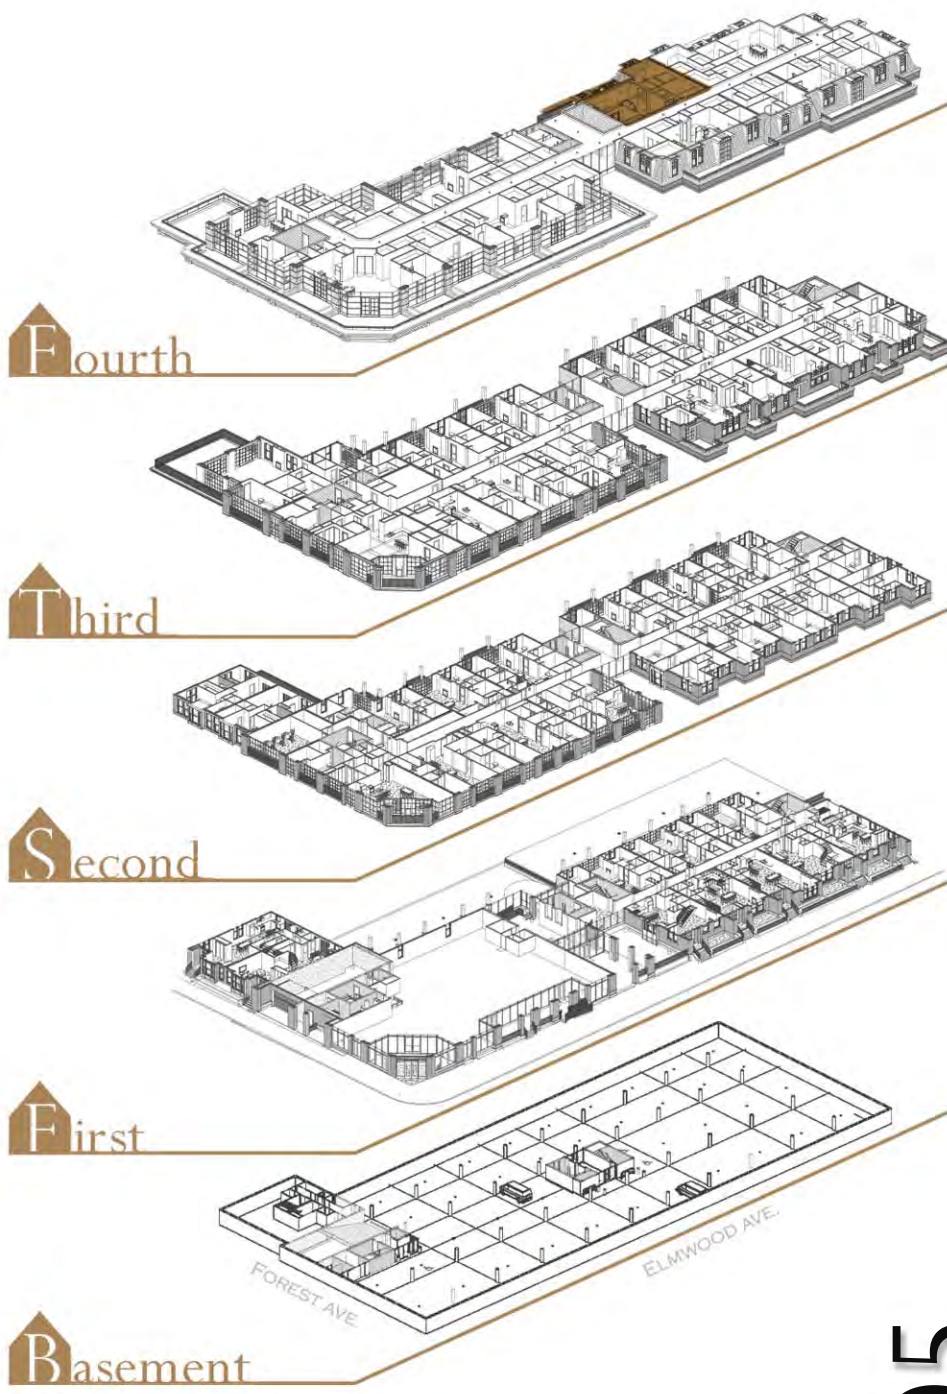 Fourth
Third
Second
First
FOREST AVE.
ELMWOOD AVE.
Basement